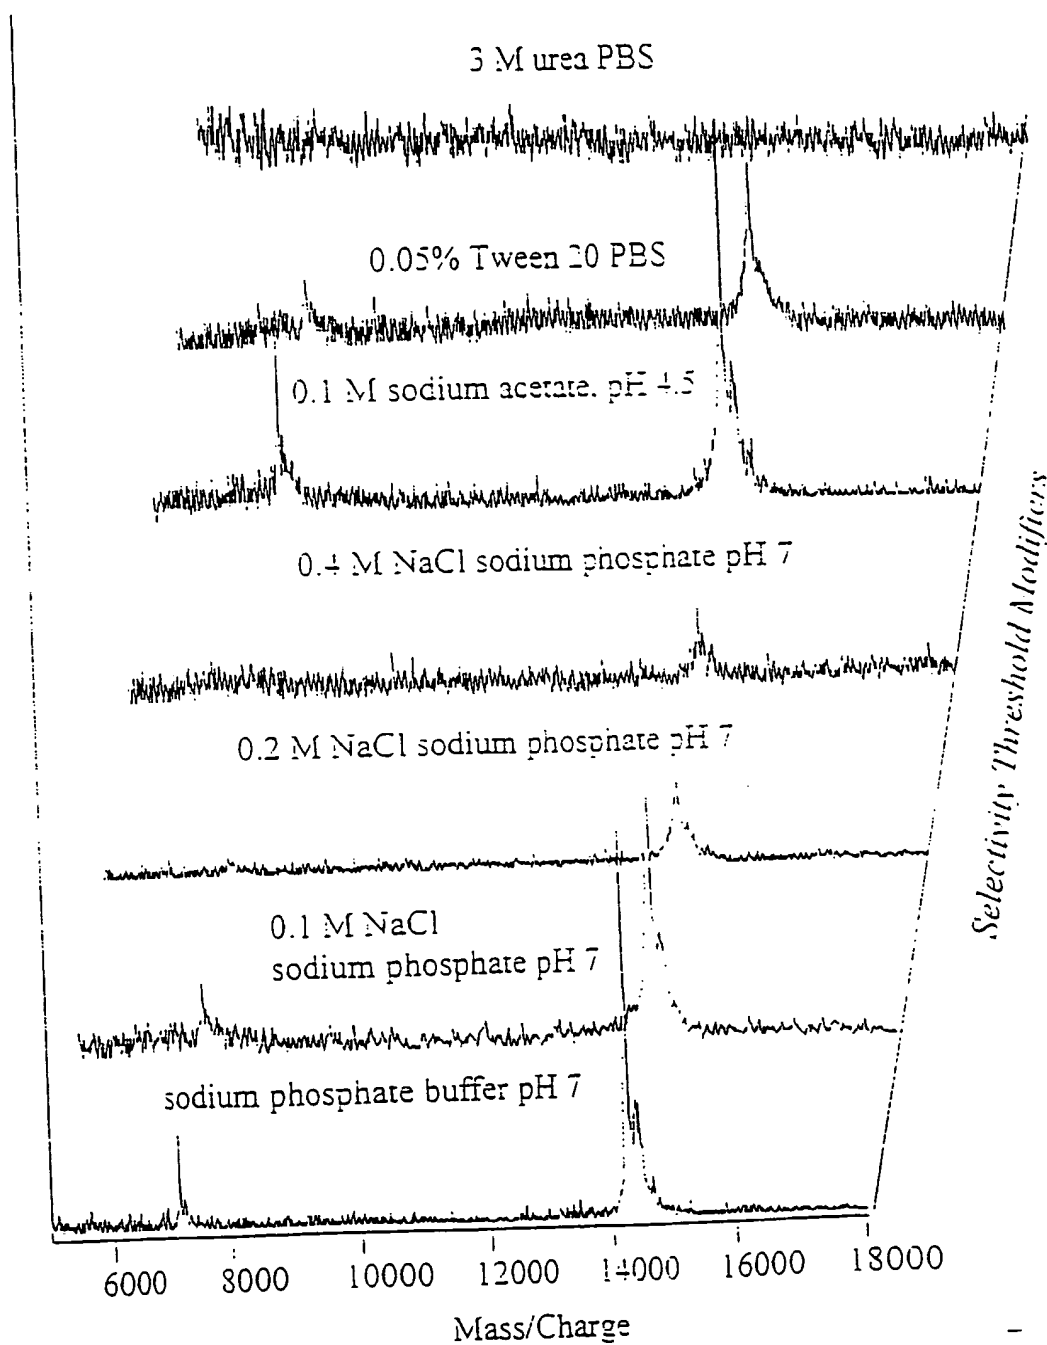 3 M urea PBS
0.05% Tween 20 PBS
0.1 M sodium acetate, pH 4.5
0.4 M NaCl sodium phosphate pH 7
0.2 M NaCl sodium phosphate pH 7
0.1 M NaCl
sodium phosphate pH 7
sodium phosphate buffer pH 7
Selectivity Threshold Modifiers
6000 8000 10000 12000 14000 16000 18000
Mass/Charge